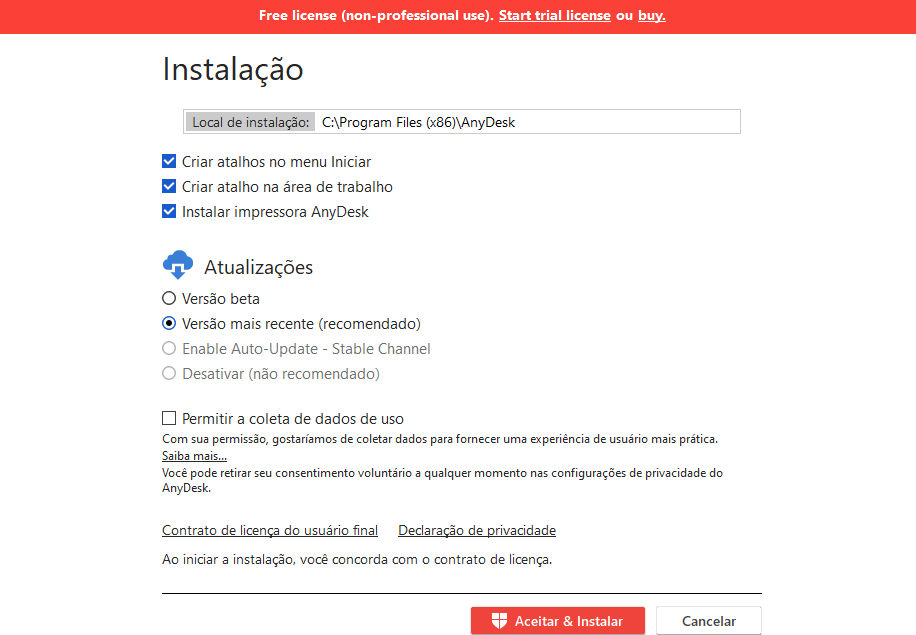 Free license (non-professional use). Start trial license ou buy.
Instalação
Local de instalação: C:\Program Files (x86)\AnyDesk
Criar atalhos no menu Iniciar
Criar atalho na área de trabalho
Instalar impressora AnyDesk
Atualizações
Versão beta
Versão mais recente (recomendado)
Enable Auto-Update - Stable Channel
Desativar (não recomendado)
Permitir a coleta de dados de uso
Com sua permissão, gostaríamos de coletar dados para fornecer uma experiência de usuário mais prática.
Saiba mais...
Você pode retirar seu consentimento voluntário a qualquer momento nas configurações de privacidade do
AnyDesk.
Contrato de licença do usuário final Declaração de privacidade
Ao iniciar a instalação, você concorda com o contrato de licença.
Aceitar & Instalar Cancelar